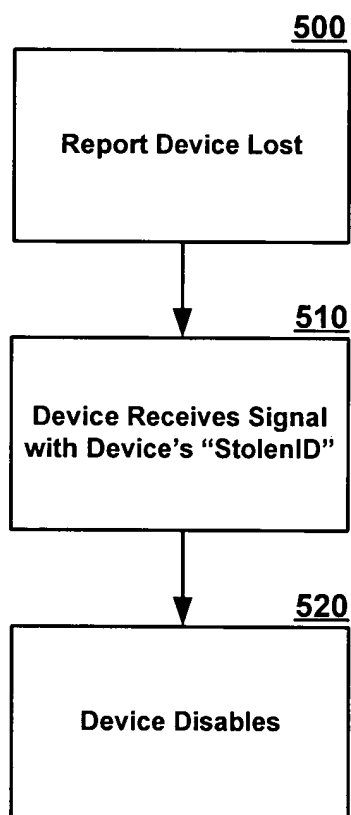 500
Report Device Lost
510
Device Receives Signal
with Device's “StolenID”
520
Device Disables